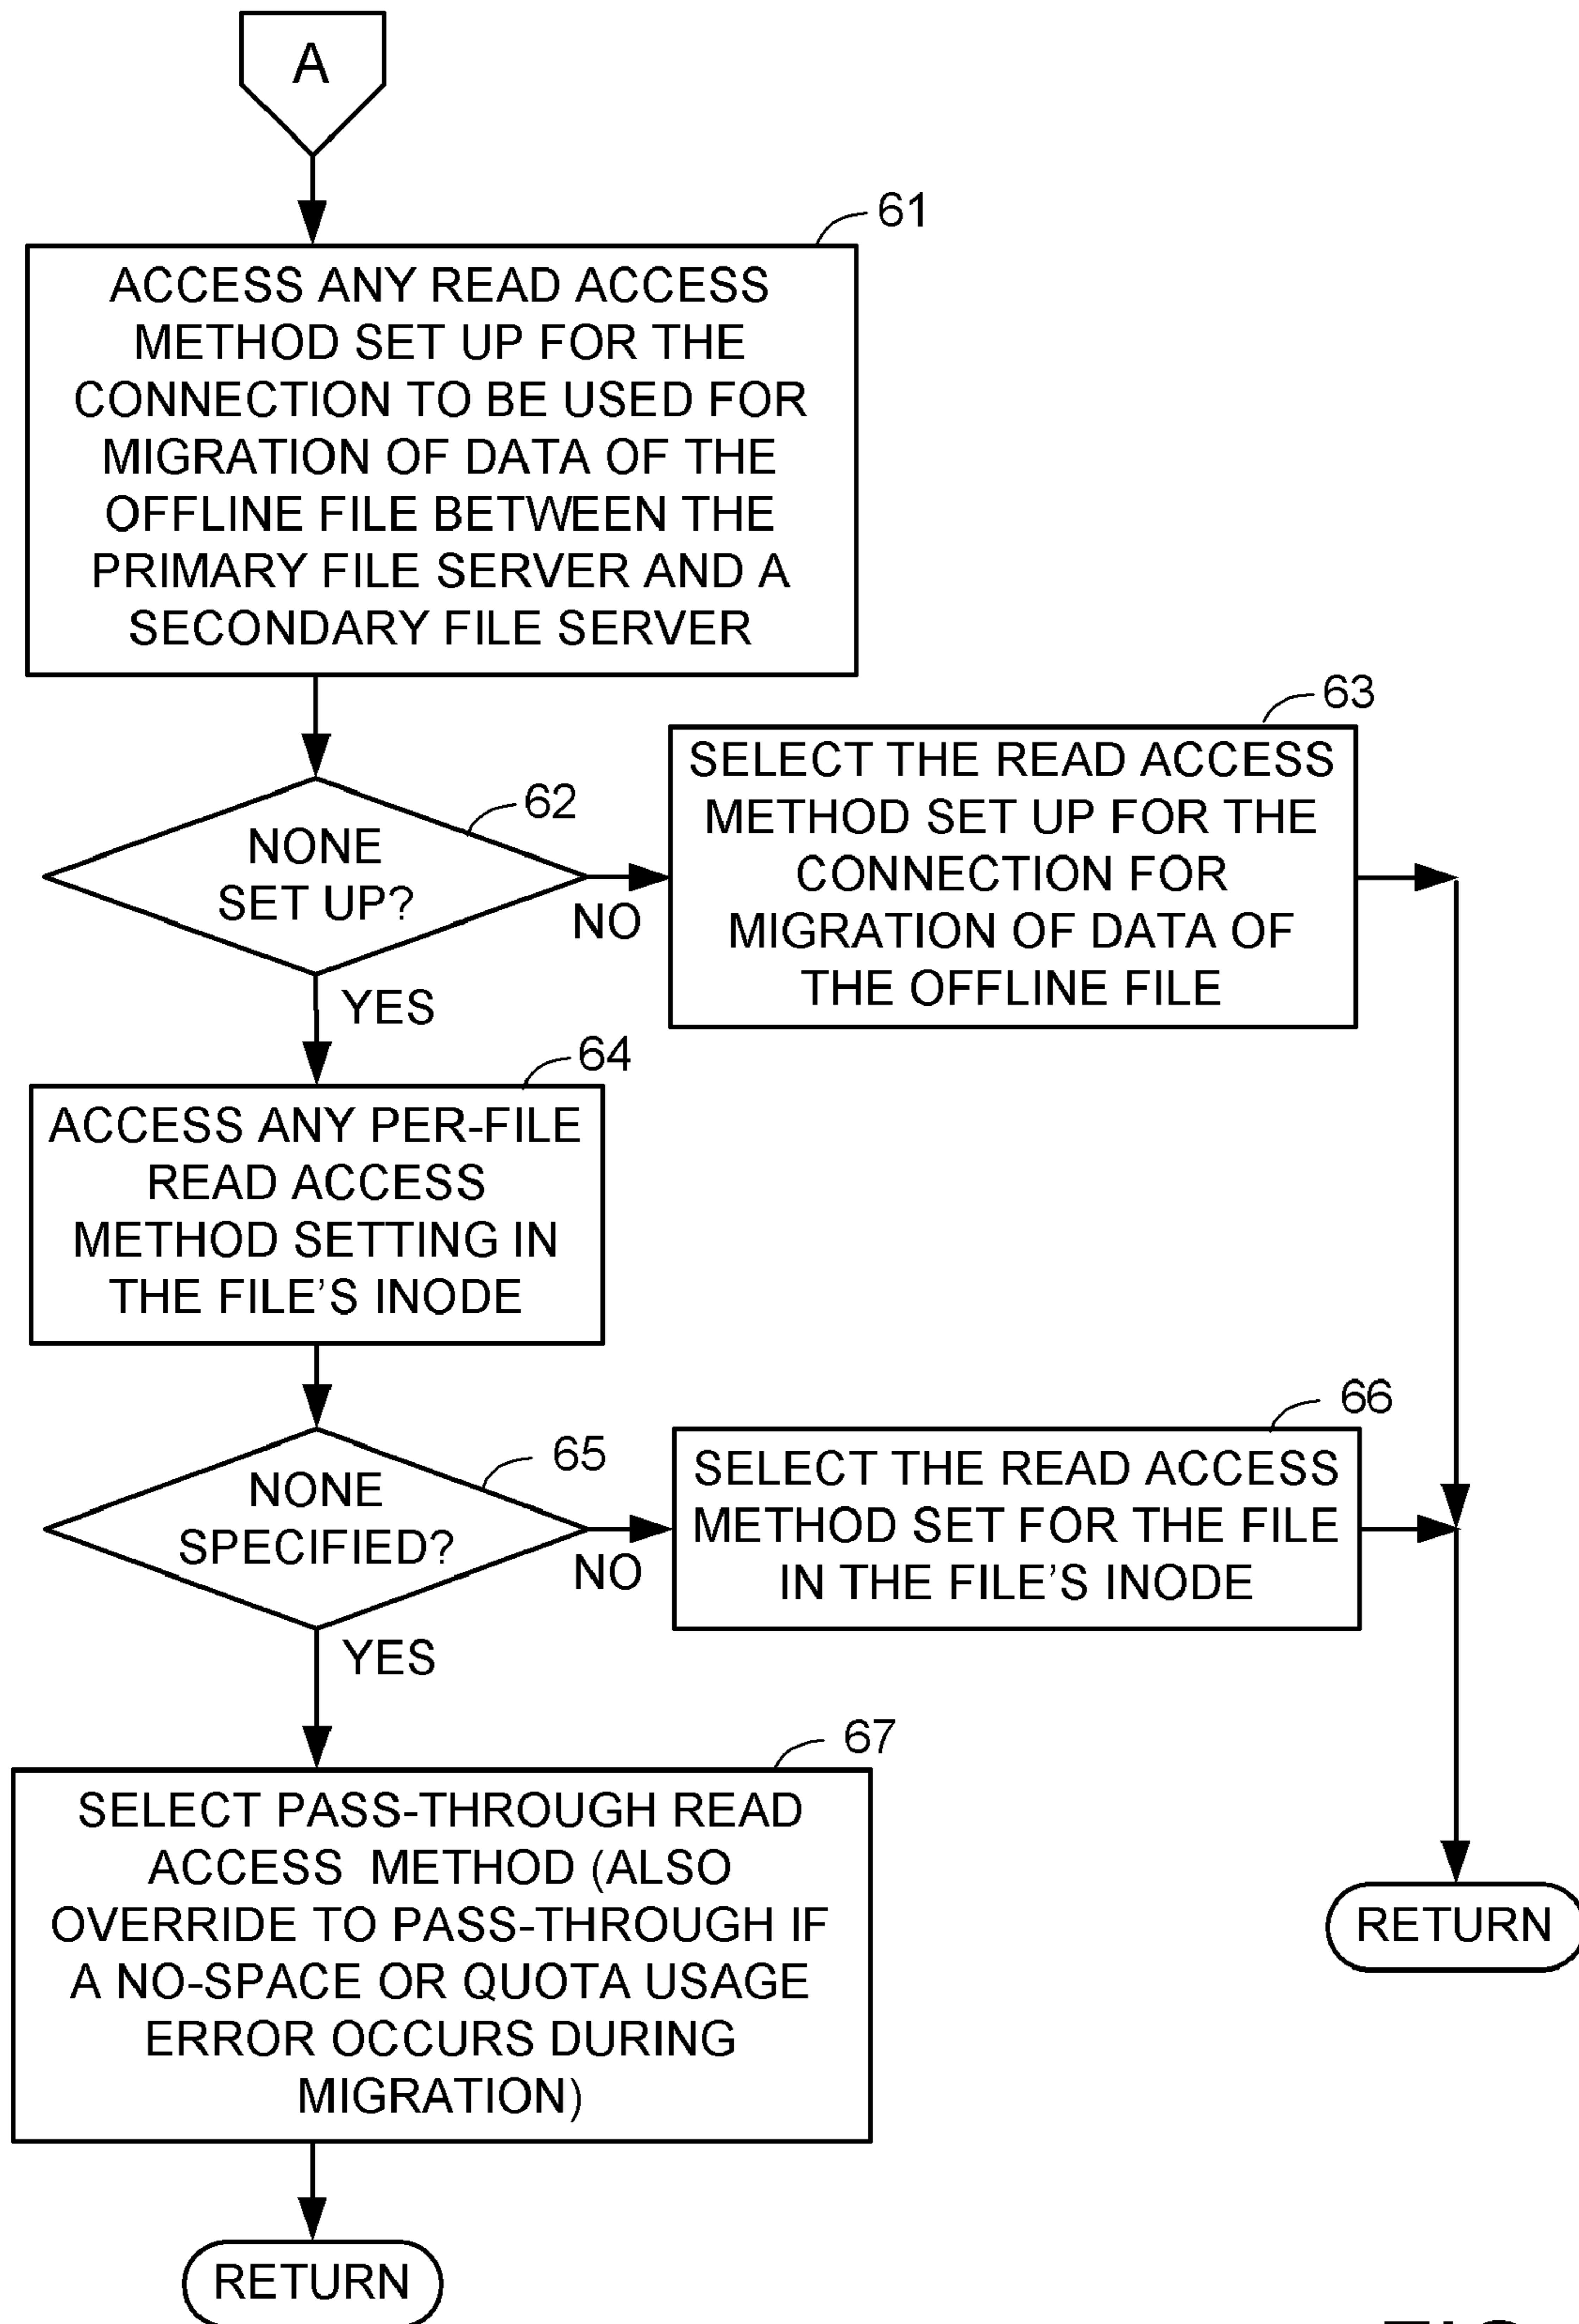 A
61
ACCESS ANY READ ACCESS
METHOD SET UP FOR THE
CONNECTION TO BE USED FOR
MIGRATION OF DATA OF THE
OFFLINE FILE BETWEEN THE
PRIMARY FILE SERVER AND A
SECONDARY FILE SERVER
62
NONE
SET UP?
NO
YES
63
SELECT THE READ ACCESS
METHOD SET UP FOR THE
CONNECTION FOR
MIGRATION OF DATA OF
THE OFFLINE FILE
64
ACCESS ANY PER-FILE
READ ACCESS
METHOD SETTING IN
THE FILE’S INODE
65
NONE
SPECIFIED?
NO
YES
66
SELECT THE READ ACCESS
METHOD SET FOR THE FILE
IN THE FILE’S INODE
67
SELECT PASS-THROUGH READ
ACCESS METHOD (ALSO
OVERRIDE TO PASS-THROUGH IF
A NO-SPACE OR QUOTA USAGE
ERROR OCCURS DURING
MIGRATION)
RETURN
RETURN